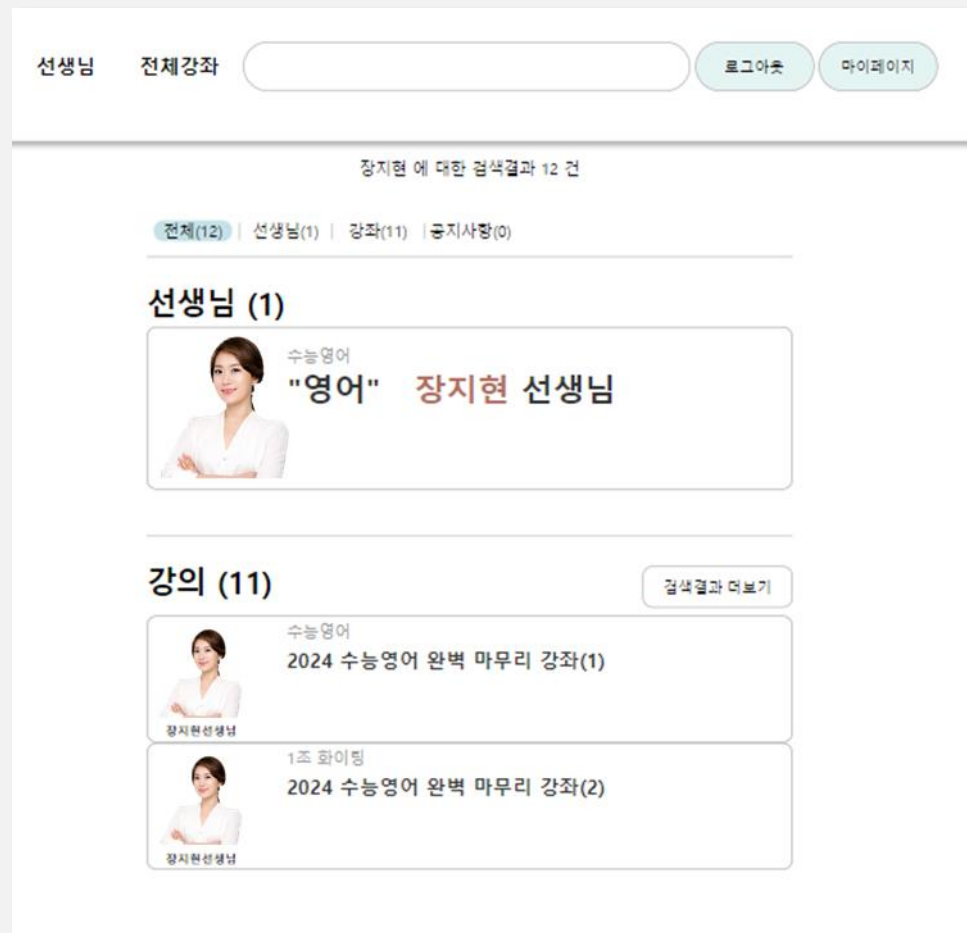 선생님 전체강좌 로그아웃 마이페이지
장지현 에 대한 검색결과 12 건
전체(12) | 선생님(1) | 강좌(11) | 공지사항(0)
선생님 (1)
수능영어
"영어" 장지현 선생님
강의 (11)
검색결과 더보기
수능영어
2024 수능영어 완벽 마무리 강좌(1)
장지현선생님
1조 화이팅
2024 수능영어 완벽 마무리 강좌(2)
장지현선생님